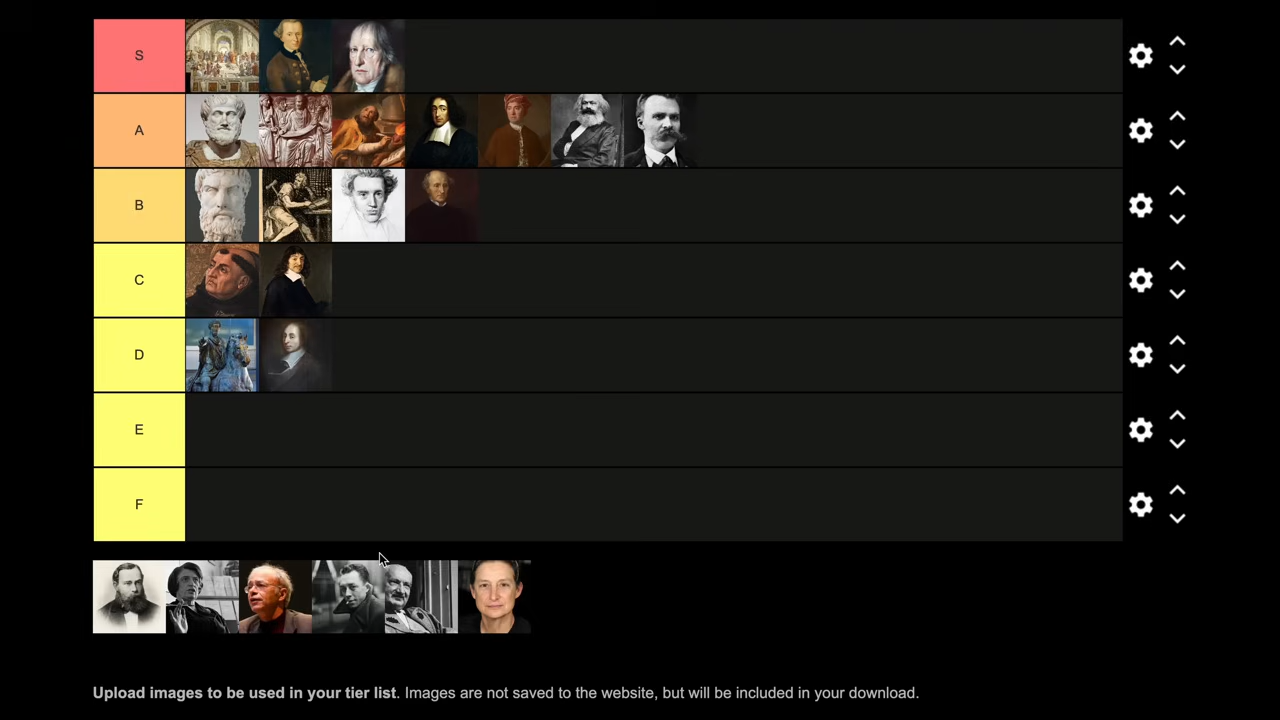 S
A
B
C
D
E
F
Upload images to be used in your tier list. Images are not saved to the website, but will be included in your download.